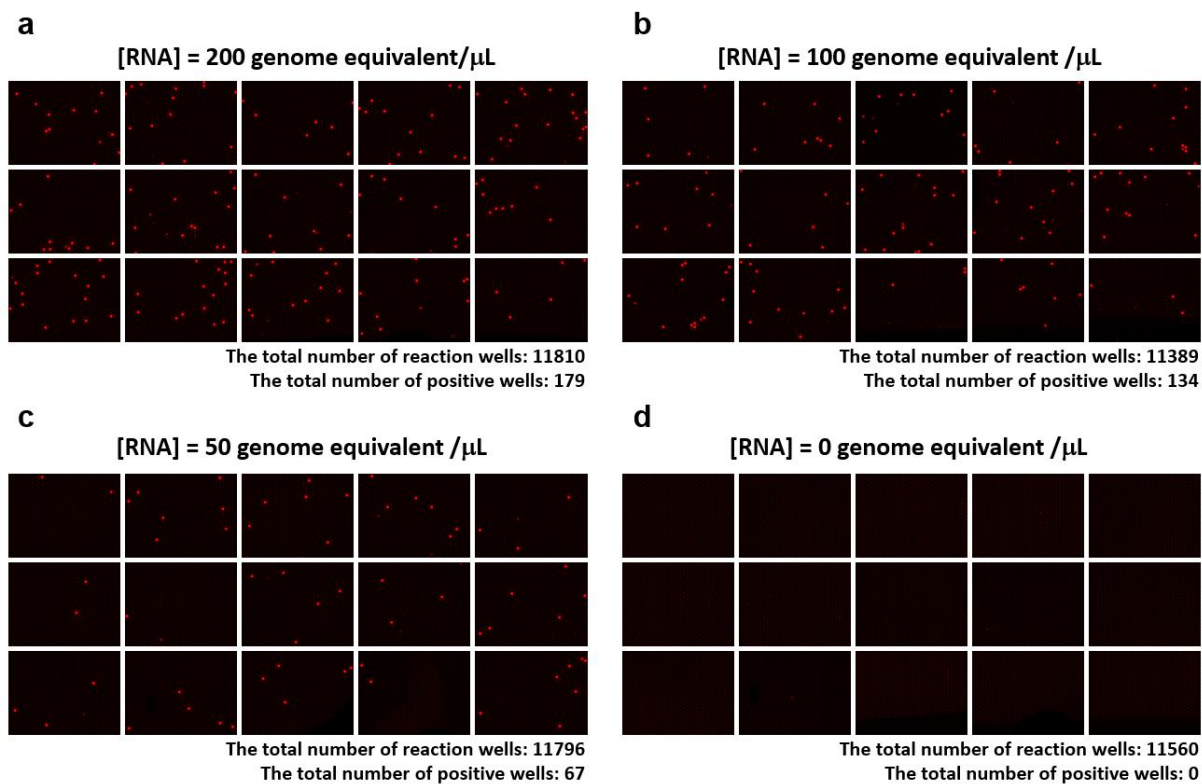 a
[RNA] = 200 genome equivalent/μL
The total number of reaction wells: 11810
The total number of positive wells: 179
b
[RNA] = 100 genome equivalent /μL
The total number of reaction wells: 11389
The total number of positive wells: 134
c
[RNA] = 50 genome equivalent /μL
The total number of reaction wells: 11796
The total number of positive wells: 67
d
[RNA] = 0 genome equivalent /μL
The total number of reaction wells: 11560
The total number of positive wells: 0